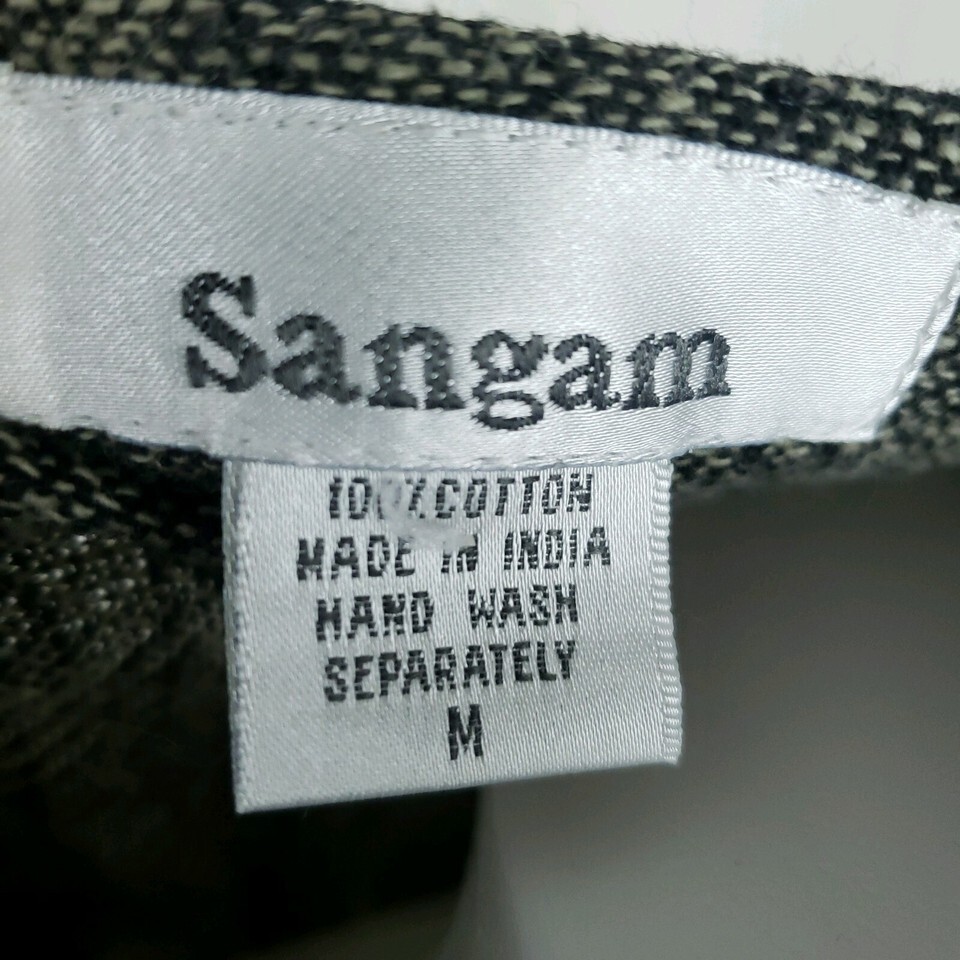 Sangam
100% COTTON
MADE IN INDIA
HAND WASH
SEPARATELY
M